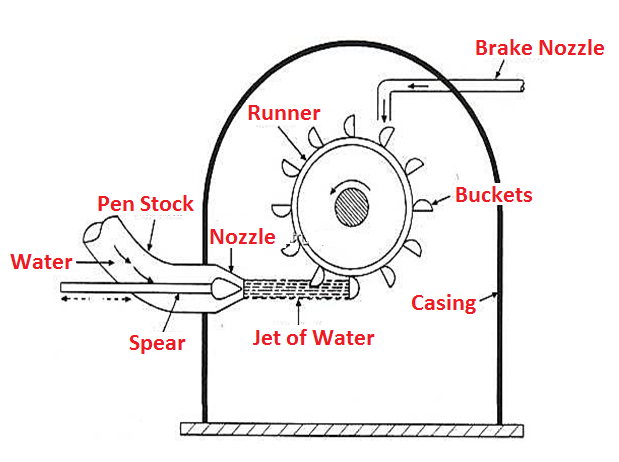 Brake Nozzle
Runner
Buckets
Pen Stock
Nozzle
Water
Casing
Spear
Jet of Water